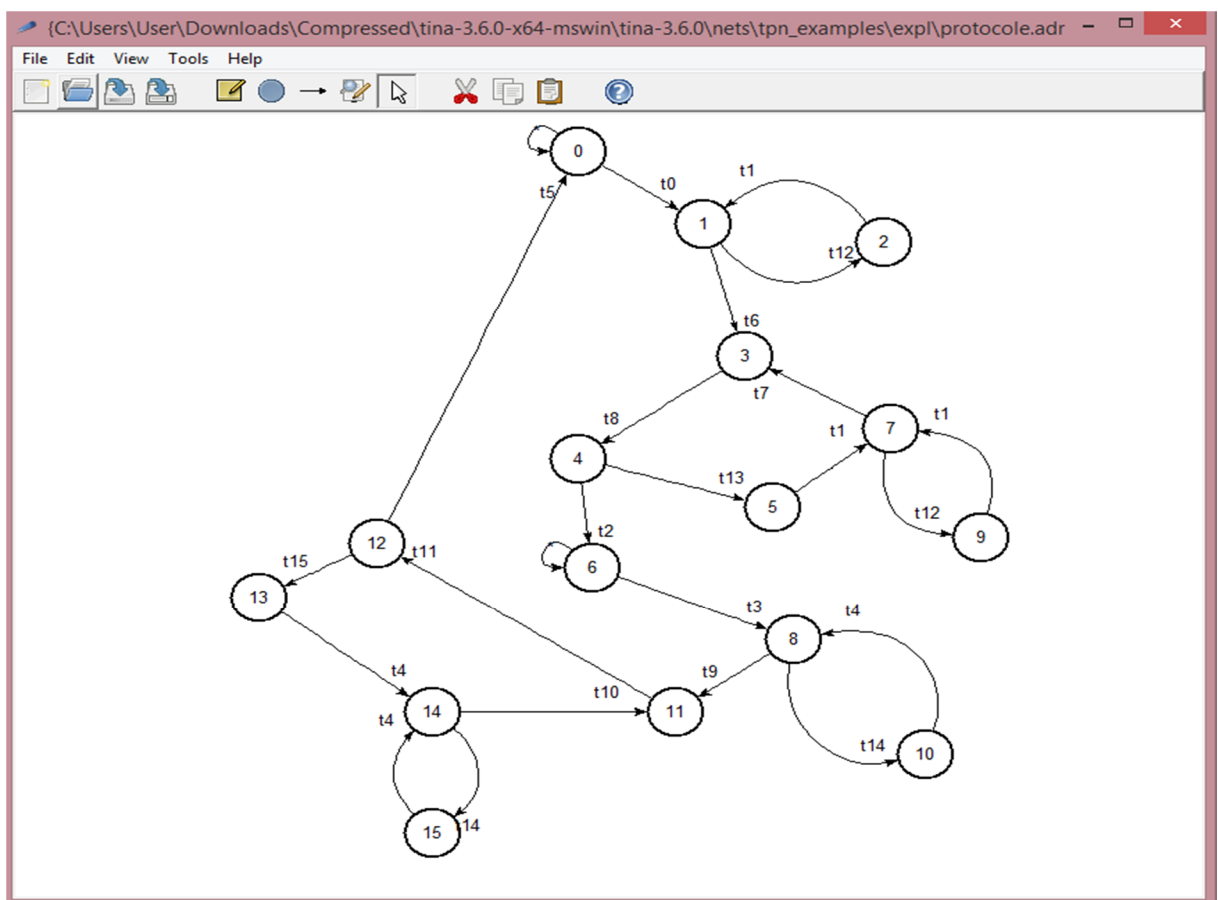 {C:\Users\User\Downloads\Compressed\tina-3.6.0-x64-mswin\tina-3.6.0\nets\tpn_examples\expl\protocole.adr
File Edit View Tools Help
0
t5
t0
t1
1
2
t12
t6
3
t7
t8
t1
t1
7
4
t13
5
t12
9
t2
12
t11
6
t15
13
t3
t4
8
t4
t9
t10
14
11
t4
t14
10
15
t14